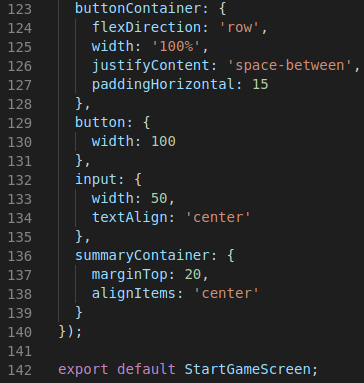 123 buttonContainer: {
124 flexDirection: 'row',
125 width: '100%',
126 justifyContent: 'space-between',
127 paddingHorizontal: 15
128 },
129 button: {
130 width: 100
131 },
132 input: {
133 width: 50,
134 textAlign: 'center'
135 },
136 summaryContainer: {
137 marginTop: 20,
138 alignItems: 'center'
139 }
140 });
141
142 export default StartGameScreen;